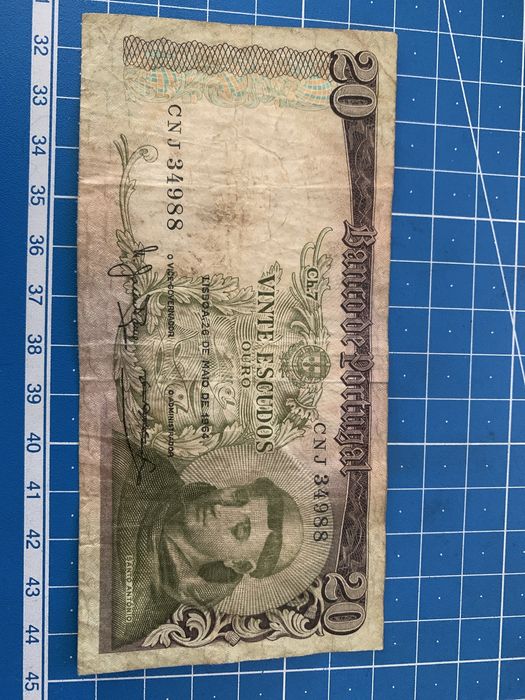 20
Banco de Portugal
20
Ch.7
CNJ 34988
VINTE ESCUDOS
OURO
LISBOA, 26 DE MAIO DE 1964
CNJ 34988
O VICE-GOVERNADOR
O ADMINISTRADOR
SANTO ANTÓNIO
32
33
34
35
36
37
38
39
40
41
42
43
44
45